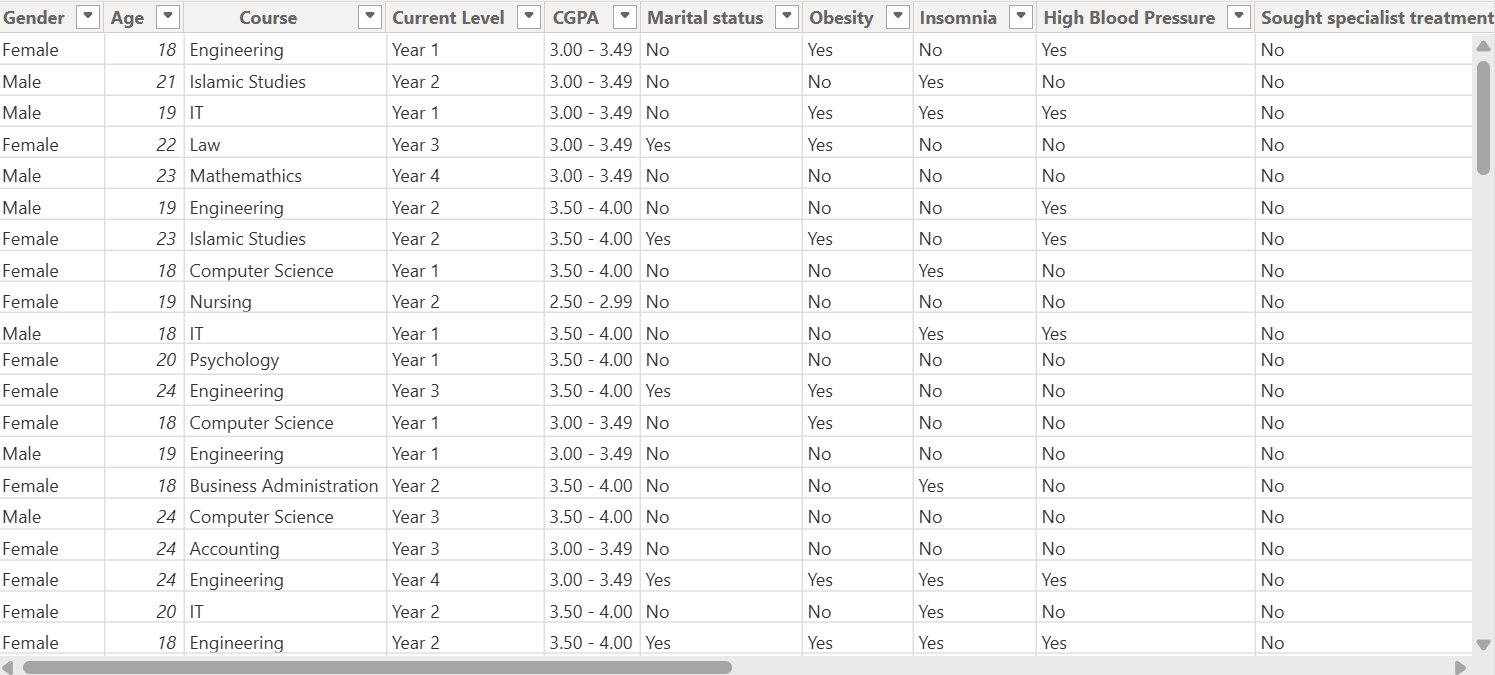 Gender Age Course Current Level CGPA Marital status Obesity Insomnia High Blood Pressure Sought specialist treatment
Female 18 Engineering Year 1 3.00 - 3.49 No Yes No Yes No
Male 21 Islamic Studies Year 2 3.00 - 3.49 No No Yes No No
Male 19 IT Year 1 3.00 - 3.49 No Yes Yes Yes No
Female 22 Law Year 3 3.00 - 3.49 Yes Yes No No No
Male 23 Mathemathics Year 4 3.00 - 3.49 No No No No No
Male 19 Engineering Year 2 3.50 - 4.00 No No No Yes No
Female 23 Islamic Studies Year 2 3.50 - 4.00 Yes Yes No Yes No
Female 18 Computer Science Year 1 3.50 - 4.00 No No Yes No No
Female 19 Nursing Year 2 2.50 - 2.99 No No No No No
Male 18 IT Year 1 3.50 - 4.00 No No Yes Yes No
Female 20 Psychology Year 1 3.50 - 4.00 No No No No No
Female 24 Engineering Year 3 3.50 - 4.00 Yes Yes No No No
Female 18 Computer Science Year 1 3.00 - 3.49 No Yes No No No
Male 19 Engineering Year 1 3.00 - 3.49 No No No No No
Female 18 Business Administration Year 2 3.50 - 4.00 No No Yes No No
Male 24 Computer Science Year 3 3.50 - 4.00 No No No No No
Female 24 Accounting Year 3 3.00 - 3.49 No No No No No
Female 24 Engineering Year 4 3.00 - 3.49 Yes Yes Yes Yes No
Female 20 IT Year 2 3.50 - 4.00 No No Yes No No
Female 18 Engineering Year 2 3.50 - 4.00 Yes Yes Yes Yes No